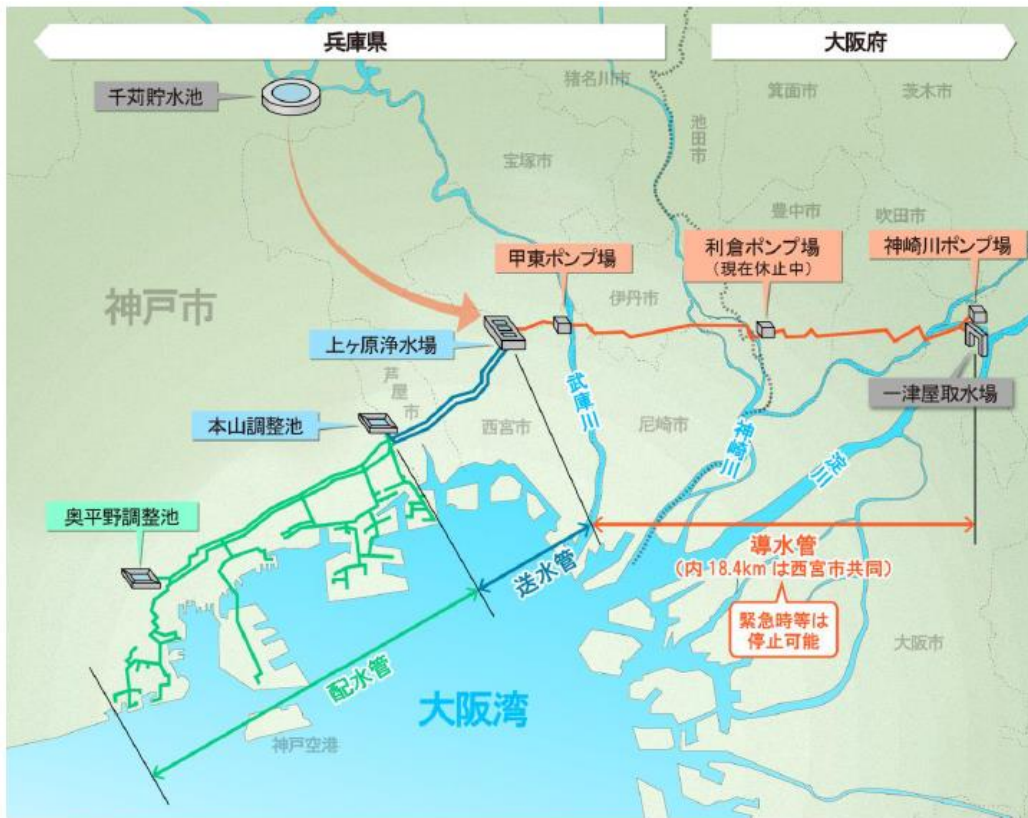 兵庫県
大阪府
千苅貯水池
猪名川市
箕面市
茨木市
池田市
宝塚市
豊中市
吹田市
甲東ポンプ場
利倉ポンプ場
(現在休止中)
神崎川ポンプ場
伊丹市
神戸市
上ケ原浄水場
芦屋市
一津屋取水場
本山調整池
西宮市
武庫川
尼崎市
神崎川
淀川
奥平野調整池
導水管
(内 18.4km は西宮市共同)
送水管
緊急時等は
停止可能
大阪市
配水管
大阪湾
神戸空港